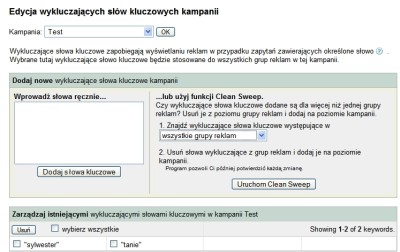 Edycja wykluczających słów kluczowych kampanii
Kampania: Test OK
Wykluczające słowa kluczowe zapobiegają wyświetlaniu reklam w przypadku zapytań zawierających określone słowo ? .
Wybrane tutaj wykluczające słowo kluczowe będzie stosowane do wszystkich grup reklam w tej kampanii.
Dodaj nowe wykluczające słowa kluczowe kampanii
Wprowadź słowa ręcznie...
Dodaj słowa kluczowe
...lub użyj funkcji Clean Sweep.
Czy wykluczające słowa kluczowe dodane są dla więcej niż jednej grupy
reklam? Usuń je z poziomu grupy reklam i dodaj na poziomie kampanii.
1. Znajdź wykluczające słowa kluczowe występujące w
wszystkie grupy reklam
2. Usuń słowa wykluczające z grup reklam i dodaj je na poziomie
kampanii.
Program pozwoli Ci później potwierdzić każdą zmianę.
Uruchom Clean Sweep
Zarządzaj istniejącymi wykluczającymi słowami kluczowymi w kampanii Test
Usuń wybierz wszystkie Showing 1-2 of 2 keywords.
"sylwester" "tanie"